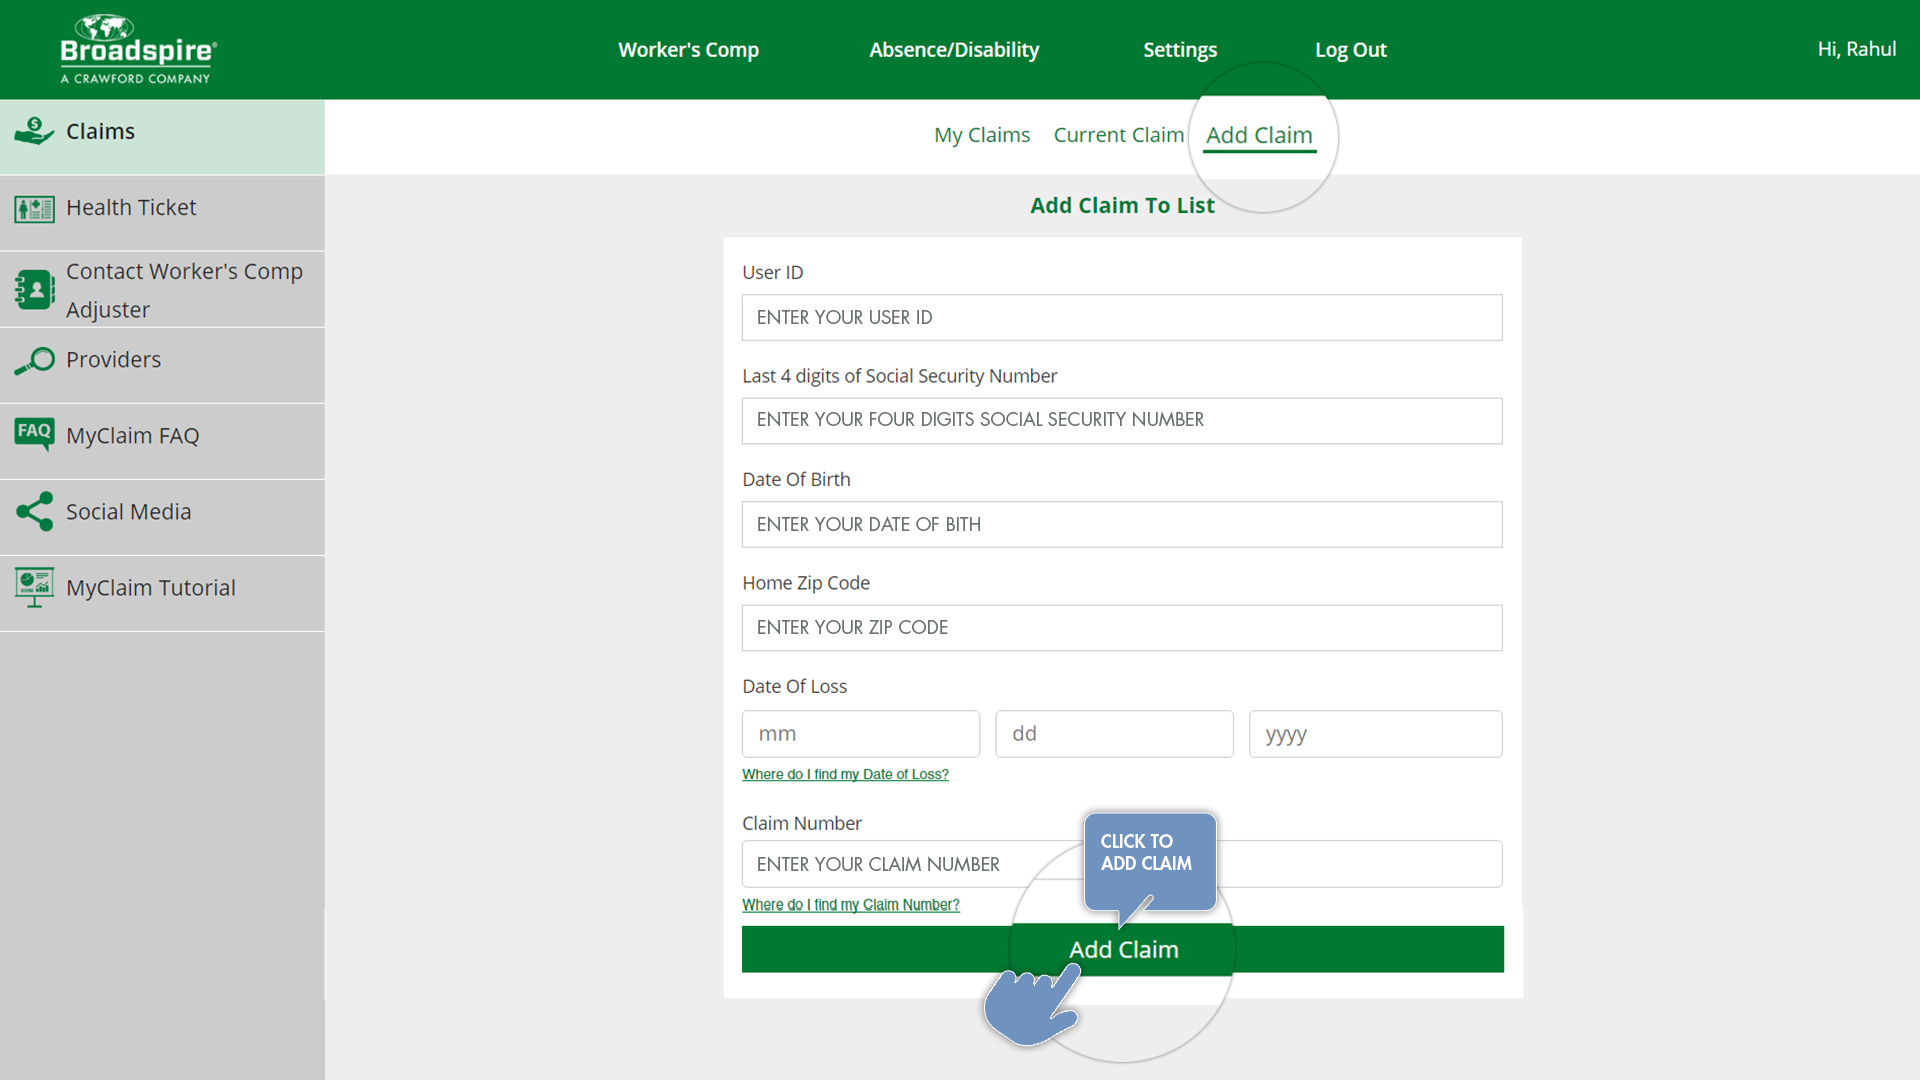 Broadspire®
A CRAWFORD COMPANY
Worker's Comp
Absence/Disability
Settings
Log Out
Hi, Rahul
Claims
Health Ticket
Contact Worker's Comp
Adjuster
Providers
FAQ
MyClaim FAQ
Social Media
MyClaim Tutorial
My Claims
Current Claim
Add Claim
Add Claim To List
User ID
ENTER YOUR USER ID
Last 4 digits of Social Security Number
ENTER YOUR FOUR DIGITS SOCIAL SECURITY NUMBER
Date Of Birth
ENTER YOUR DATE OF BITH
Home Zip Code
ENTER YOUR ZIP CODE
Date Of Loss
mm
dd
yyyy
Where do I find my Date of Loss?
Claim Number
ENTER YOUR CLAIM NUMBER
CLICK TO
ADD CLAIM
Where do I find my Claim Number?
Add Claim